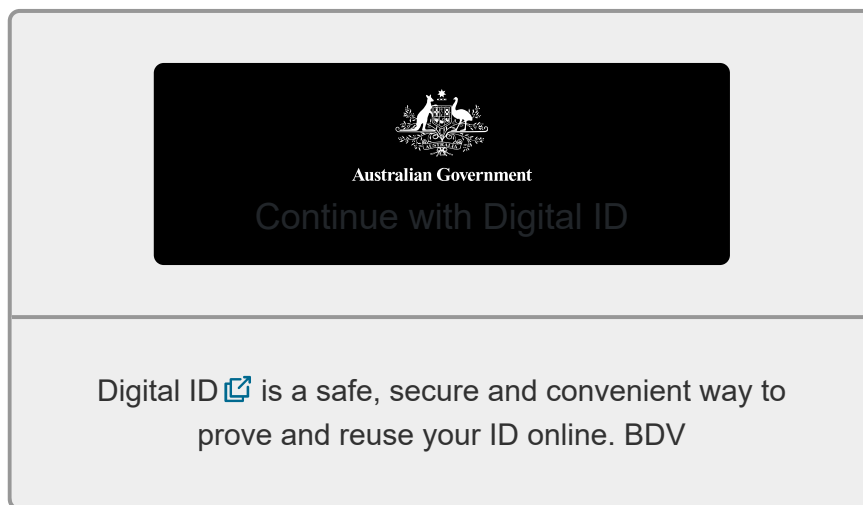 Australian Government
Continue with Digital ID
Digital ID is a safe, secure and convenient way to
prove and reuse your ID online. BDV